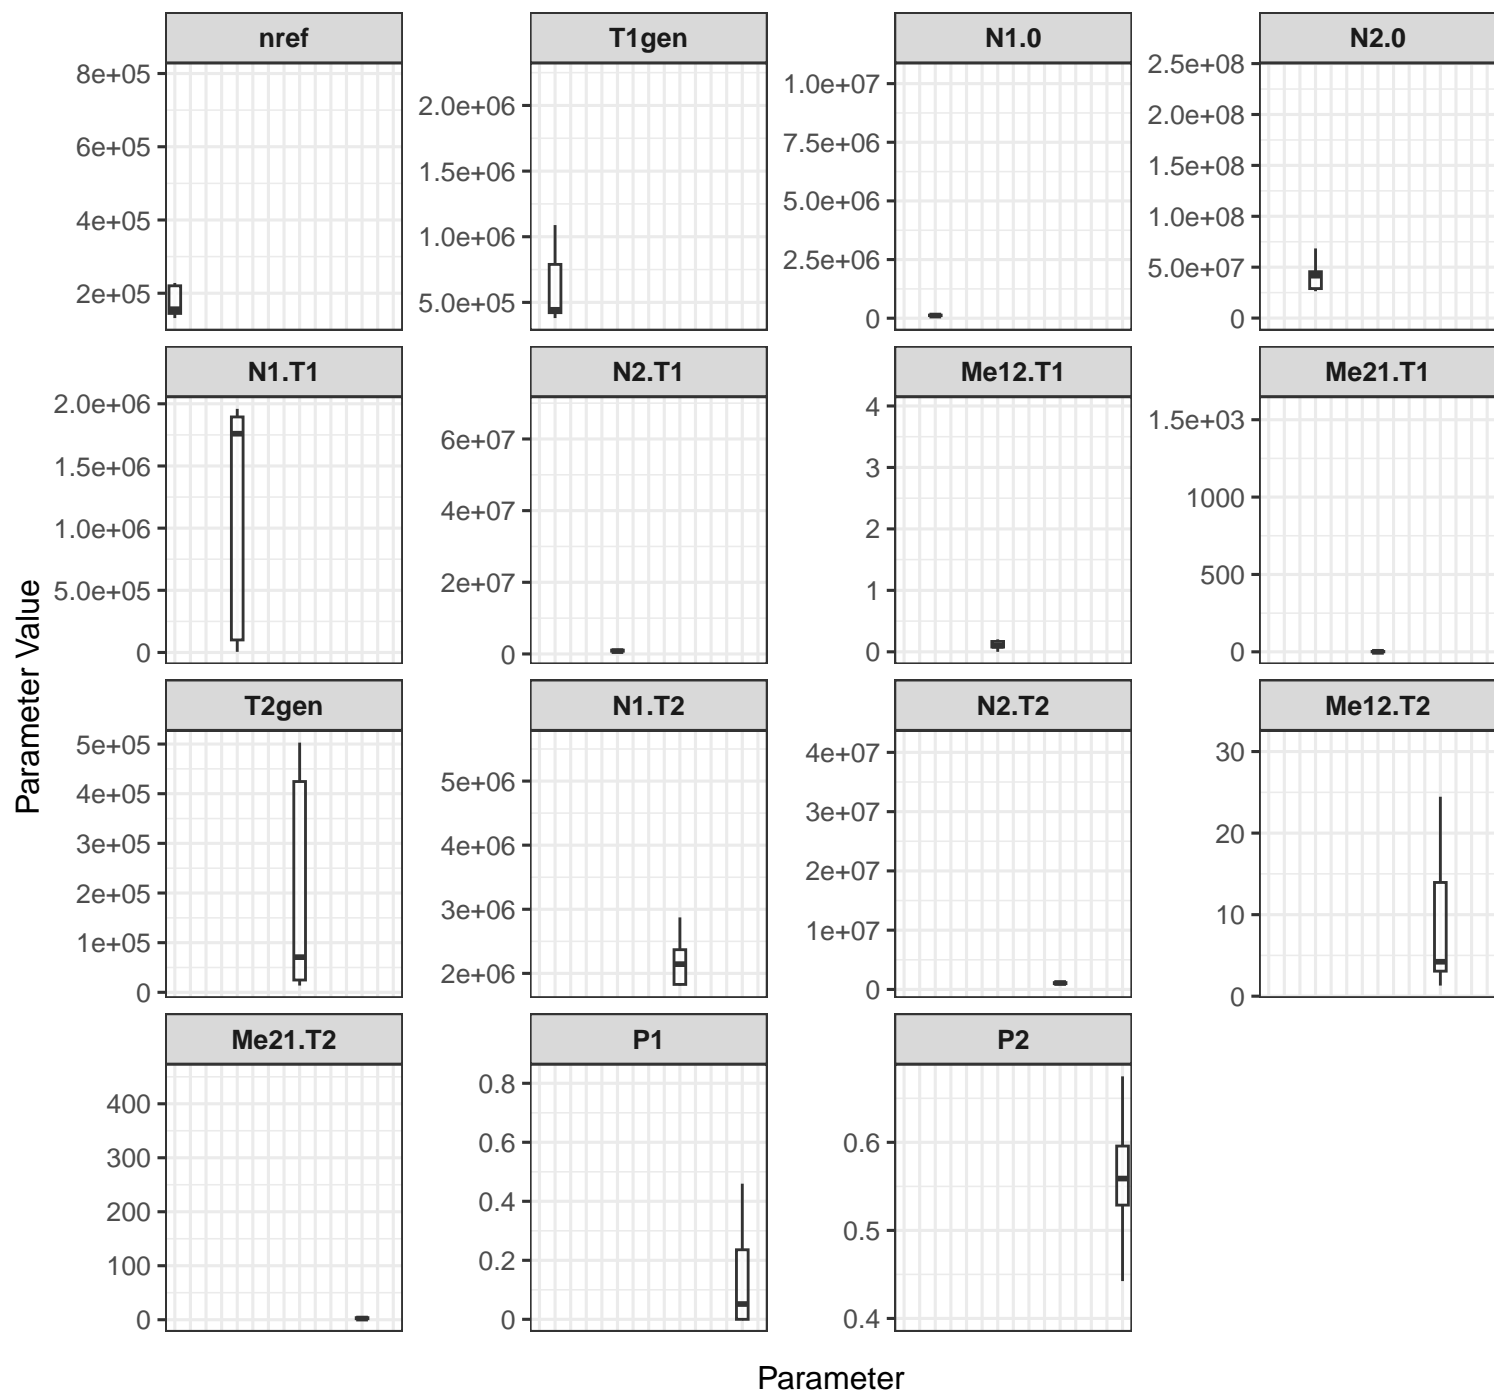 nref
T1gen
N1.0
N2.0
8e+05
6e+05
4e+05
2e+05
2.0e+06
1.5e+06
1.0e+06
5.0e+05
1.0e+07
7.5e+06
5.0e+06
2.5e+06
0
2.5e+08
2.0e+08
1.5e+08
1.0e+08
5.0e+07
0
N1.T1
N2.T1
Me12.T1
Me21.T1
2.0e+06
1.5e+06
1.0e+06
5.0e+05
0
6e+07
4e+07
2e+07
0
4
3
2
1
0
1.5e+03
1000
500
0
T2gen
N1.T2
N2.T2
Me12.T2
5e+05
4e+05
3e+05
2e+05
1e+05
0
5e+06
4e+06
3e+06
2e+06
4e+07
3e+07
2e+07
1e+07
0
30
20
10
0
Me21.T2
P1
P2
400
300
200
100
0
0.8
0.6
0.4
0.2
0
0.6
0.5
0.4
Parameter Value
Parameter